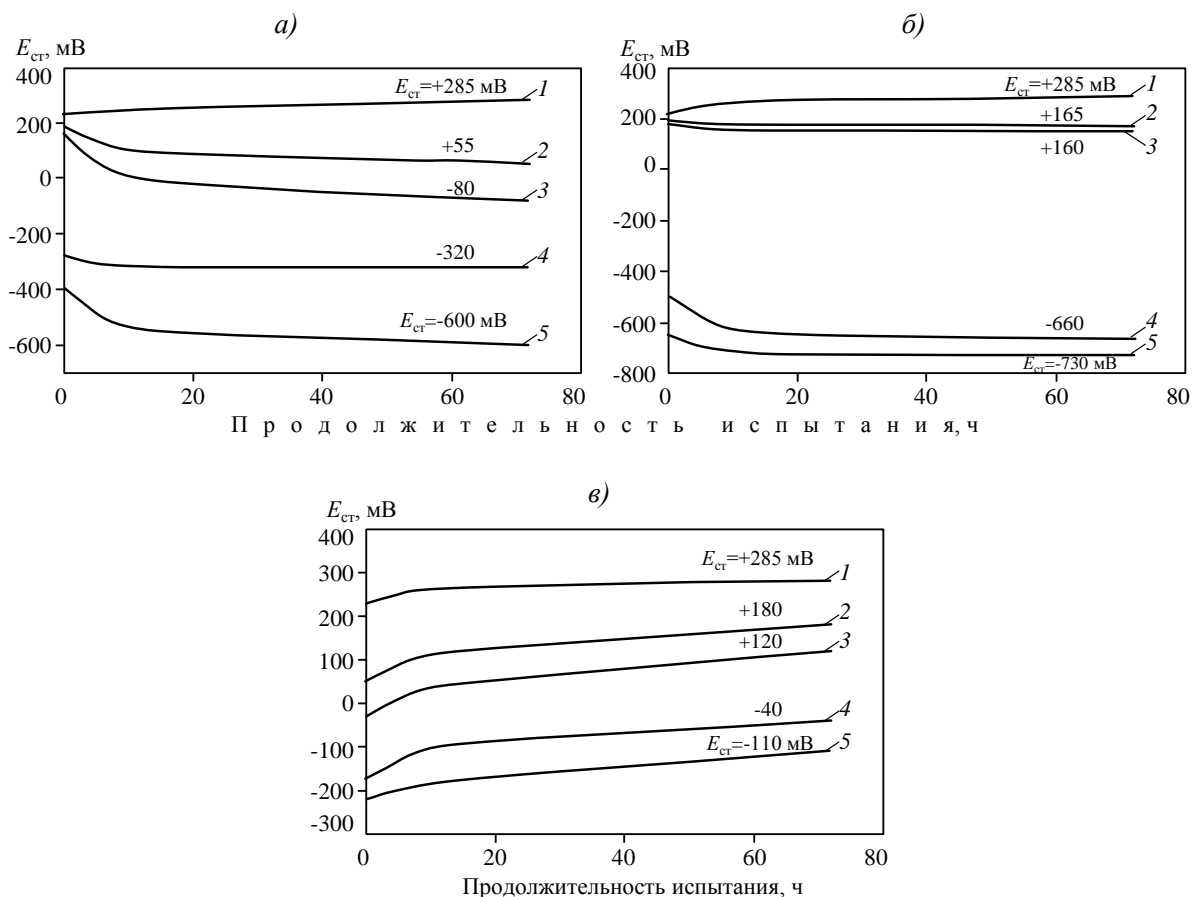 а)
E_ст, мВ
400
200
0
-200
-400
-600
E_ст=+285 мВ
1
+55
2
-80
3
-320
4
E_ст=-600 мВ
5
0 20 40 60 80
б)
E_ст, мВ
400
200
0
-200
-400
-600
-800
E_ст=+285 мВ
1
+165
2
+160
3
-660
4
5
E_ст=-730 мВ
0 20 40 60 80
Продолжительность испытания, ч
в)
E_ст, мВ
400
300
200
100
0
-100
-200
-300
E_ст=+285 мВ
1
+180
2
+120
3
-40
4
E_ст=-110 мВ
5
0 20 40 60 80
Продолжительность испытания, ч